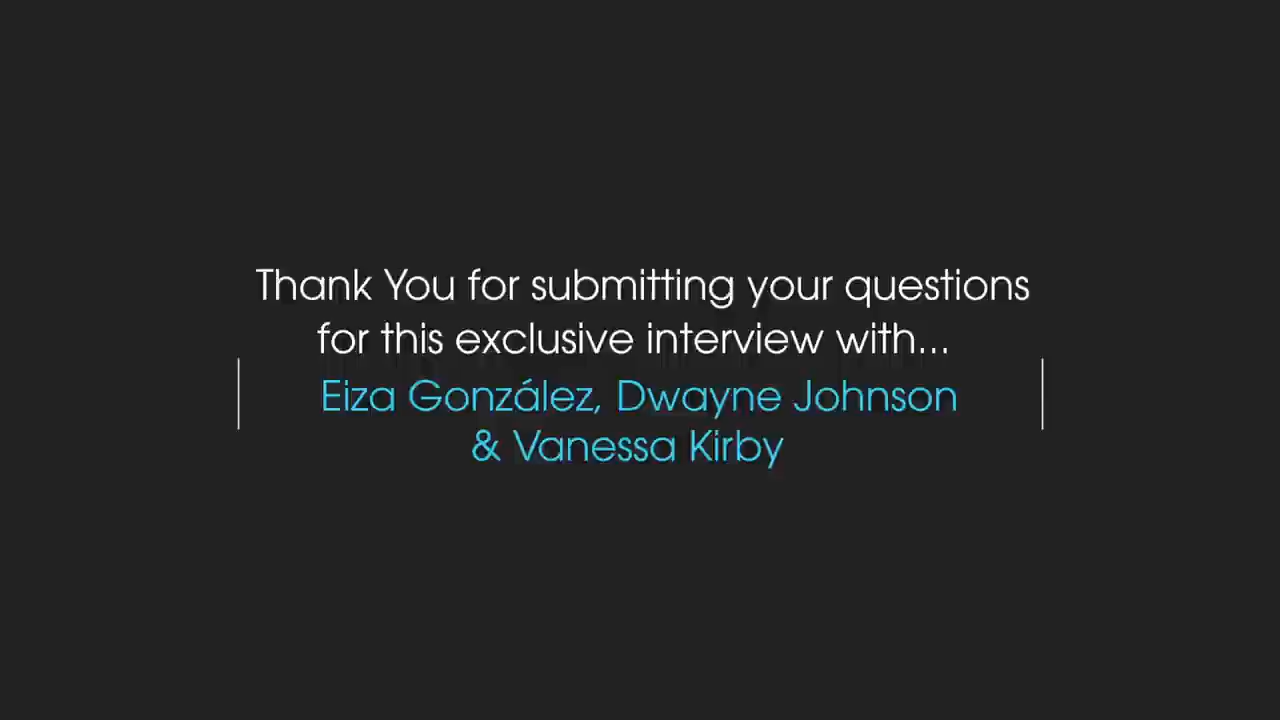 Thank You for submitting your questions
for this exclusive interview with...
Eiza González, Dwayne Johnson
& Vanessa Kirby